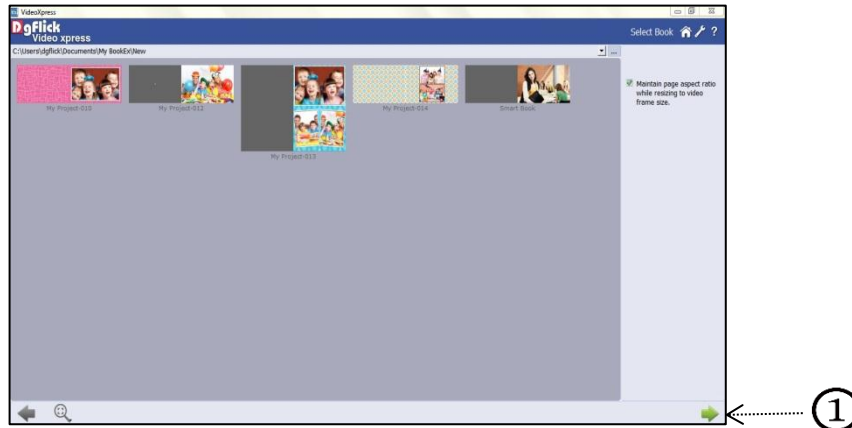 VideoXpress
DgFlick
Video xpress
Select Book ?
C:\Users\dgflick\Documents\My BookEx\New ...
Maintain page aspect ratio
while resizing to video
frame size.
My Project-010 My Project-012 My Project-014 Smart Book
My Project-013
1